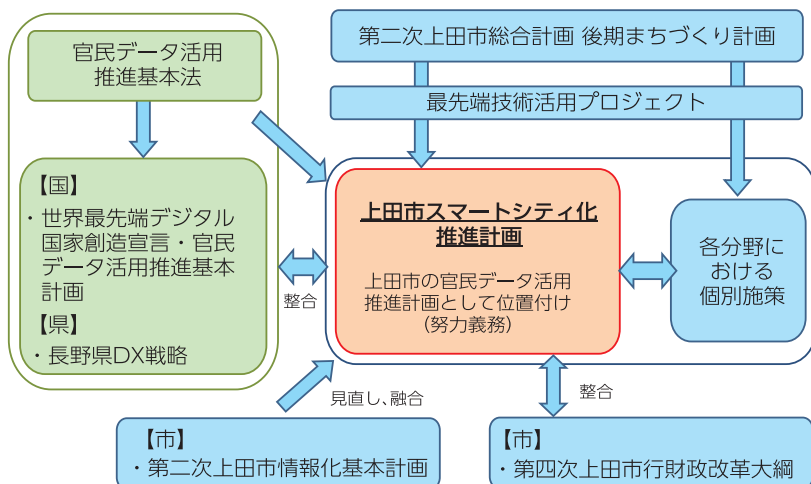 官民データ活用
推進基本法
第二次上田市総合計画 後期まちづくり計画
最先端技術活用プロジェクト
【国】
・世界最先端デジタル
国家創造宣言・官民
データ活用推進基本
計画
【県】
・長野県DX戦略
整合
上田市スマートシティ化
推進計画
上田市の官民データ活用
推進計画として位置付け
(努力義務)
各分野に
おける
個別施策
見直し、融合
整合
【市】
・第二次上田市情報化基本計画
【市】
・第四次上田市行財政改革大綱